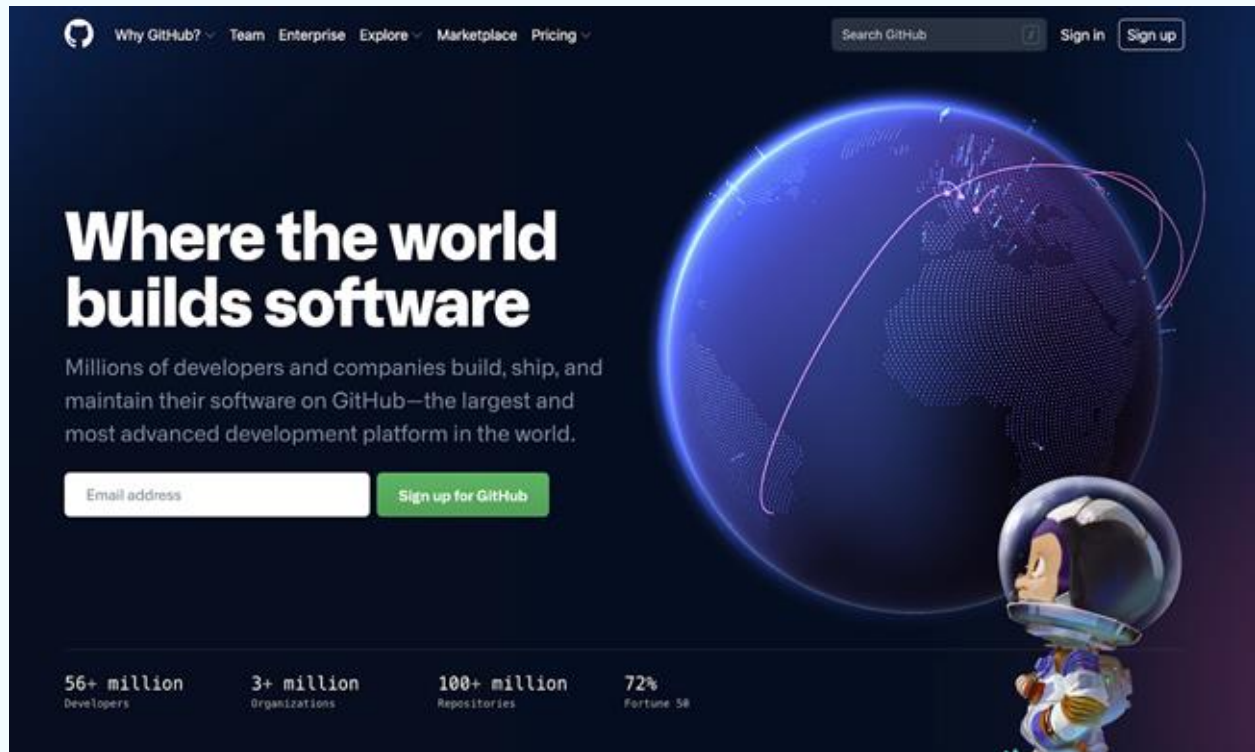 Why GitHub? Team Enterprise Explore Marketplace Pricing Search GitHub / Sign in Sign up
Where the world
builds software
Millions of developers and companies build, ship, and
maintain their software on GitHub—the largest and
most advanced development platform in the world.
Email address Sign up for GitHub
56+ million 3+ million 100+ million 72%
Developers Organizations Repositories Fortune 50